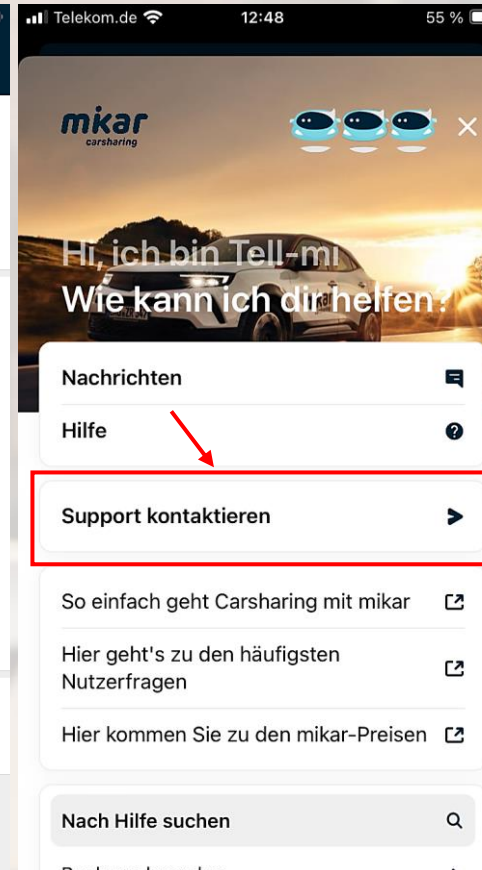 Telekom.de
12:48
55 %
mikar
carsharing
Hi, ich bin Tell-mi
Wie kann ich dir helfen?
Nachrichten
Hilfe
Support kontaktieren
So einfach geht Carsharing mit mikar
Hier geht's zu den häufigsten
Nutzerfragen
Hier kommen Sie zu den mikar-Preisen
Nach Hilfe suchen